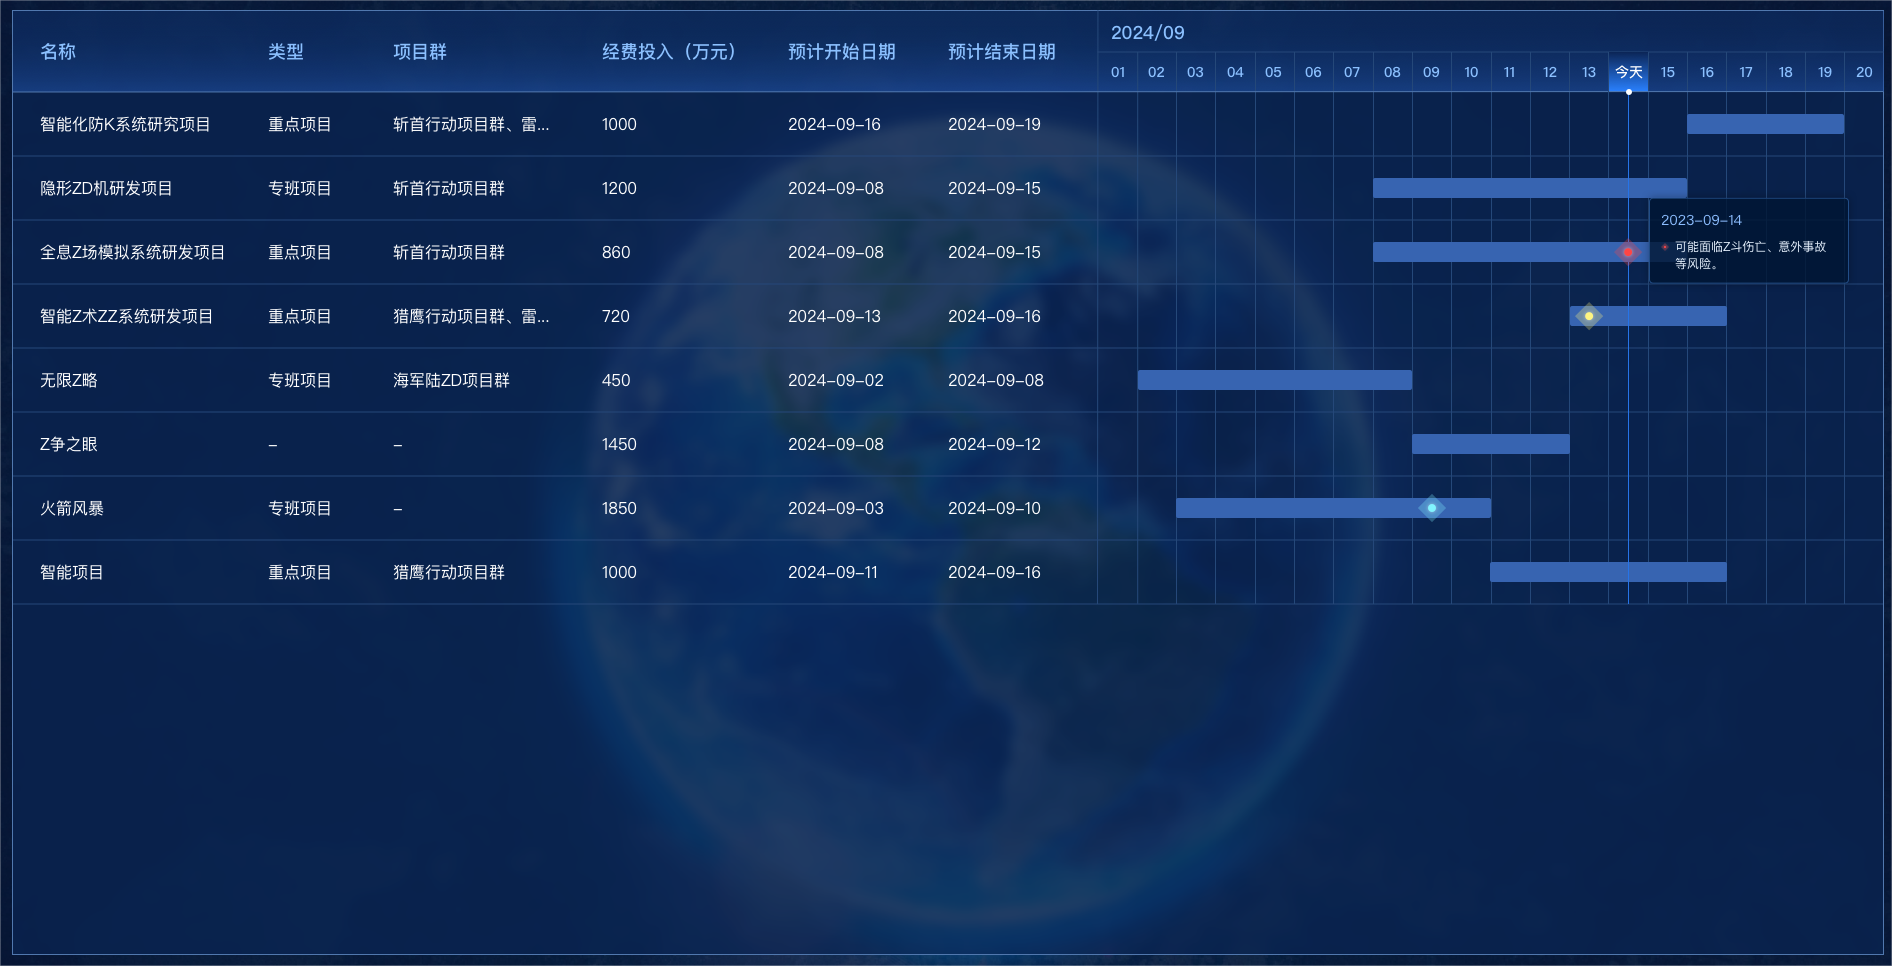 名称 类型 项目群 经费投入（万元） 预计开始日期 预计结束日期 2024/09
01 02 03 04 05 06 07 08 09 10 11 12 13 今天 15 16 17 18 19 20
智能化防K系统研究项目 重点项目 斩首行动项目群、雷... 1000 2024-09-16 2024-09-19
隐形ZD机研发项目 专班项目 斩首行动项目群 1200 2024-09-08 2024-09-15
2023-09-14
全息Z场模拟系统研发项目 重点项目 斩首行动项目群 860 2024-09-08 2024-09-15
可能面临Z斗伤亡、意外事故
等风险。
智能Z术ZZ系统研发项目 重点项目 猎鹰行动项目群、雷... 720 2024-09-13 2024-09-16
无限Z略 专班项目 海军陆ZD项目群 450 2024-09-02 2024-09-08
Z争之眼 – – 1450 2024-09-08 2024-09-12
火箭风暴 专班项目 – 1850 2024-09-03 2024-09-10
智能项目 重点项目 猎鹰行动项目群 1000 2024-09-11 2024-09-16